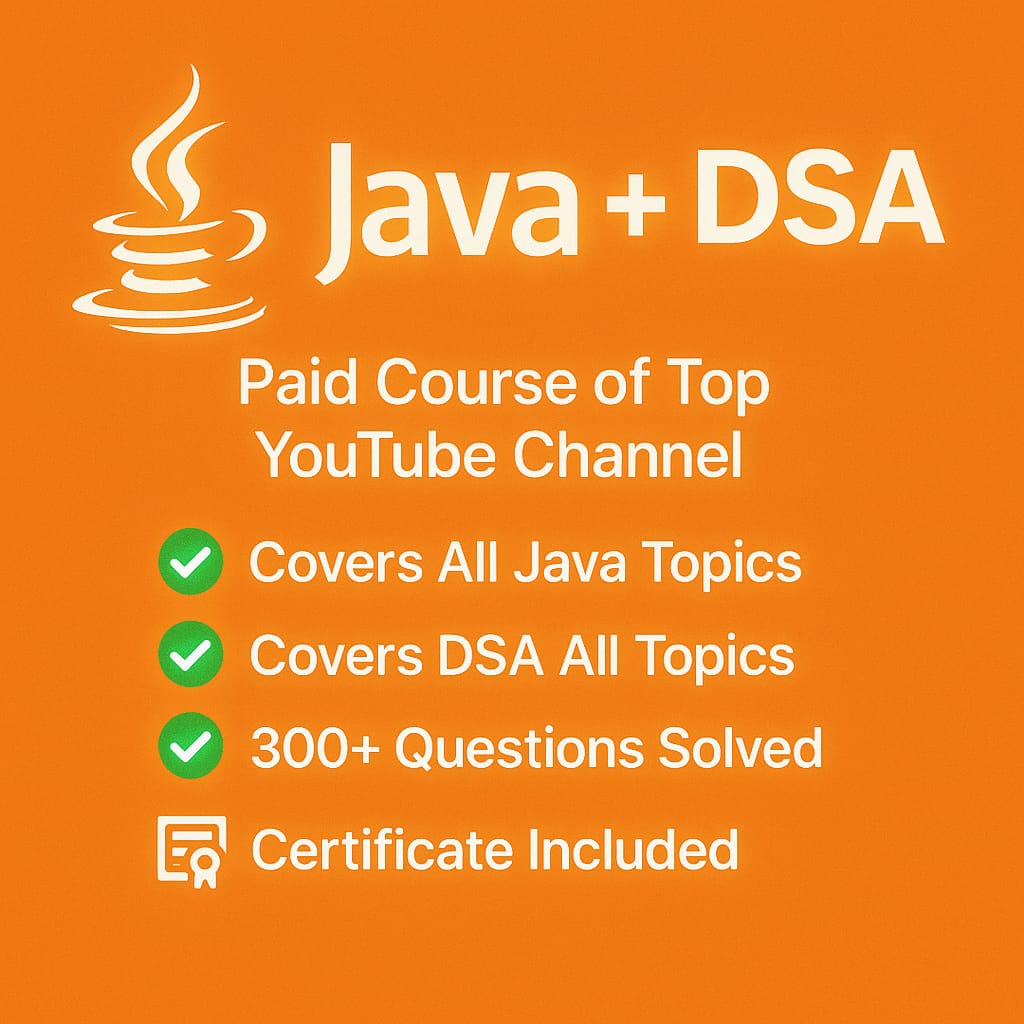 Java + DSA
Paid Course of Top
YouTube Channel
Covers All Java Topics
Covers DSA All Topics
300+ Questions Solved
Certificate Included